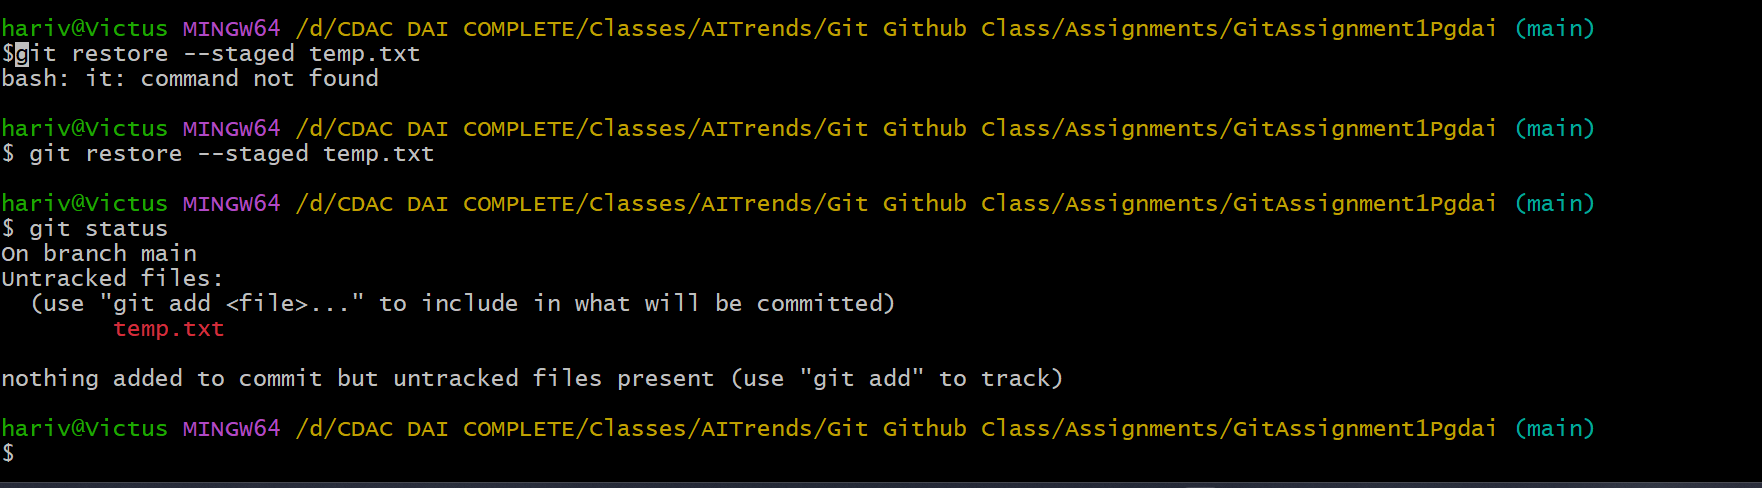 hariv@Victus MINGW64 /d/CDAC DAI COMPLETE/Classes/AITrends/Git Github Class/Assignments/GitAssignment1Pgdai (main)
$git restore --staged temp.txt
bash: it: command not found
hariv@Victus MINGW64 /d/CDAC DAI COMPLETE/Classes/AITrends/Git Github Class/Assignments/GitAssignment1Pgdai (main)
$ git restore --staged temp.txt
hariv@Victus MINGW64 /d/CDAC DAI COMPLETE/Classes/AITrends/Git Github Class/Assignments/GitAssignment1Pgdai (main)
$ git status
On branch main
Untracked files:
  (use "git add <file>..." to include in what will be committed)
        temp.txt
nothing added to commit but untracked files present (use "git add" to track)
hariv@Victus MINGW64 /d/CDAC DAI COMPLETE/Classes/AITrends/Git Github Class/Assignments/GitAssignment1Pgdai (main)
$